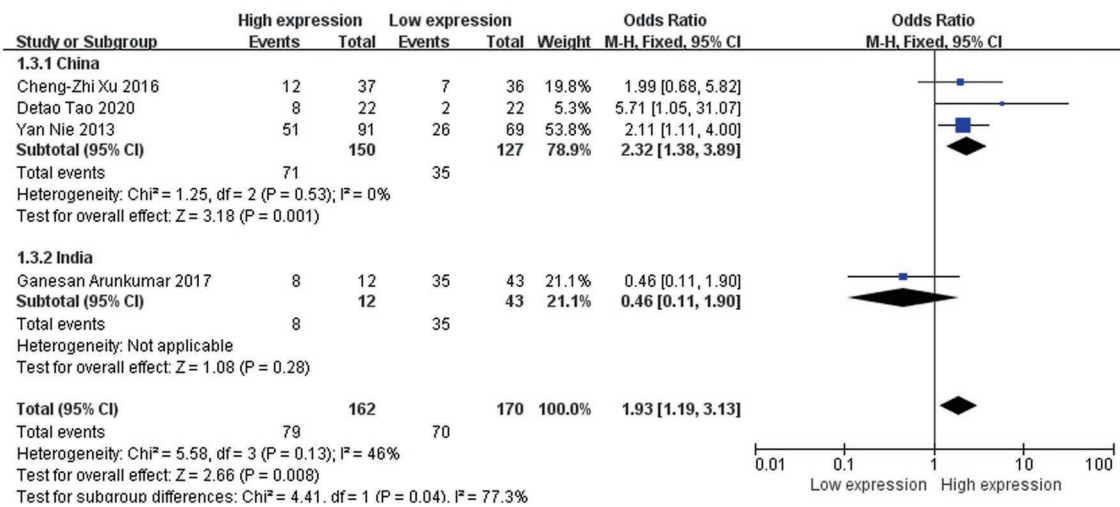 High expression Low expression Odds Ratio Odds Ratio
Study or Subgroup Events Total Events Total Weight M-H, Fixed, 95% CI M-H, Fixed, 95% CI
1.3.1 China
Cheng-Zhi Xu 2016 12 37 7 36 19.8% 1.99 [0.68, 5.82]
Detao Tao 2020 8 22 2 22 5.3% 5.71 [1.05, 31.07]
Yan Nie 2013 51 91 26 69 53.8% 2.11 [1.11, 4.00]
Subtotal (95% CI) 150 127 78.9% 2.32 [1.38, 3.89]
Total events 71 35
Heterogeneity: Chi² = 1.25, df = 2 (P = 0.53); I² = 0%
Test for overall effect: Z = 3.18 (P = 0.001)
1.3.2 India
Ganesan Arunkumar 2017 8 12 35 43 21.1% 0.46 [0.11, 1.90]
Subtotal (95% CI) 12 43 21.1% 0.46 [0.11, 1.90]
Total events 8 35
Heterogeneity: Not applicable
Test for overall effect: Z = 1.08 (P = 0.28)
Total (95% CI) 162 170 100.0% 1.93 [1.19, 3.13]
Total events 79 70
Heterogeneity: Chi² = 5.58, df = 3 (P = 0.13); I² = 46%
Test for overall effect: Z = 2.66 (P = 0.008)
Test for subgroup differences: Chi² = 4.41, df = 1 (P = 0.04), I² = 77.3%
0.01 0.1 1 10 100
Low expression High expression